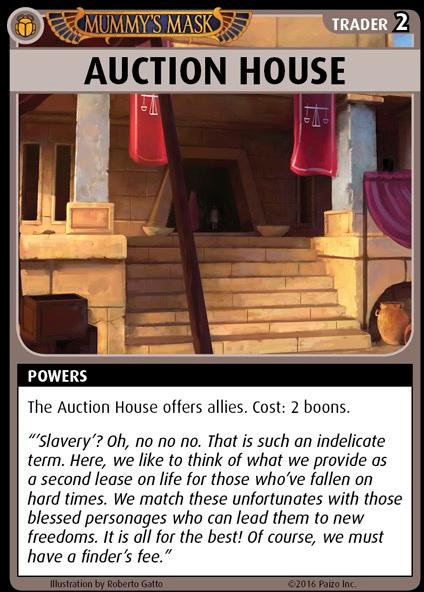 MUMMY'S MASK
TRADER 2
AUCTION HOUSE
POWERS
The Auction House offers allies. Cost: 2 boons.
“‘Slavery’? Oh, no no no. That is such an indelicate
term. Here, we like to think of what we provide as
a second lease on life for those who’ve fallen on
hard times. We match these unfortunates with those
blessed personages who can lead them to new
freedoms. It is all for the best! Of course, we must
have a finder’s fee.”
Illustration by Roberto Gatto ©2016 Paizo Inc.